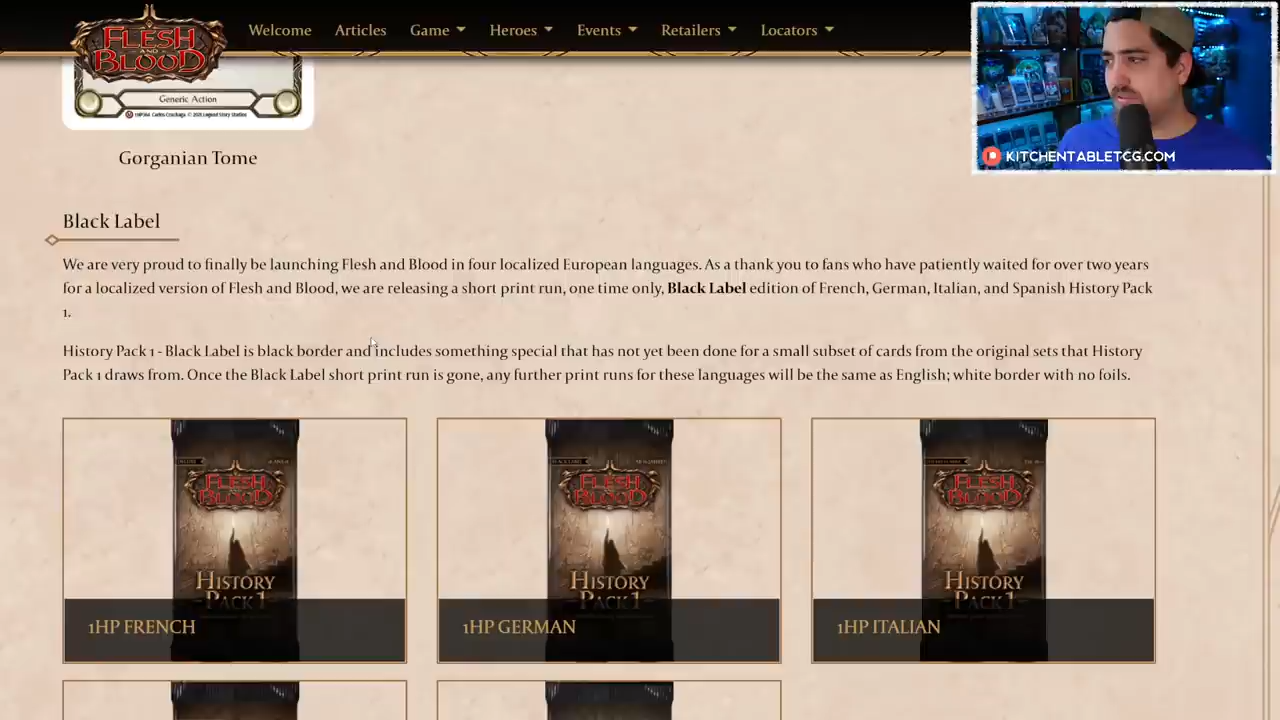 FLESH AND BLOOD
Welcome Articles Game Heroes Events Retailers Locators
Generic Action
Gorganian Tome
KITCHENTABLETCG.COM
Black Label
We are very proud to finally be launching Flesh and Blood in four localized European languages. As a thank you to fans who have patiently waited for over two years
for a localized version of Flesh and Blood, we are releasing a short print run, one time only, Black Label edition of French, German, Italian, and Spanish History Pack
1.
History Pack 1 - Black Label is black border and includes something special that has not yet been done for a small subset of cards from the original sets that History
Pack 1 draws from. Once the Black Label short print run is gone, any further print runs for these languages will be the same as English; white border with no foils.
FLESH AND BLOOD
HISTORY
PACK 1
1HP FRENCH
FLESH AND BLOOD
HISTORY
PACK 1
1HP GERMAN
FLESH AND BLOOD
HISTORY
PACK 1
1HP ITALIAN